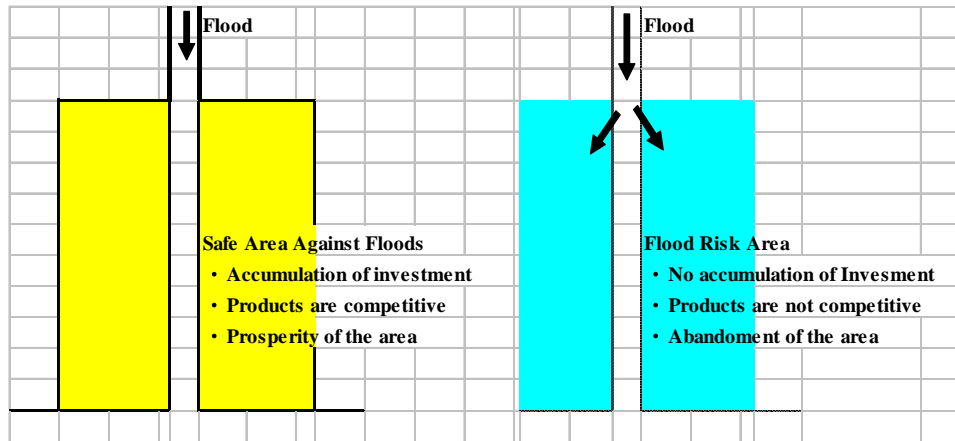 Flood
Safe Area Against Floods
・ Accumulation of investment
・ Products are competitive
・ Prosperity of the area
Flood
Flood Risk Area
・ No accumulation of Invesment
・ Products are not competitive
・ Abandoment of the area